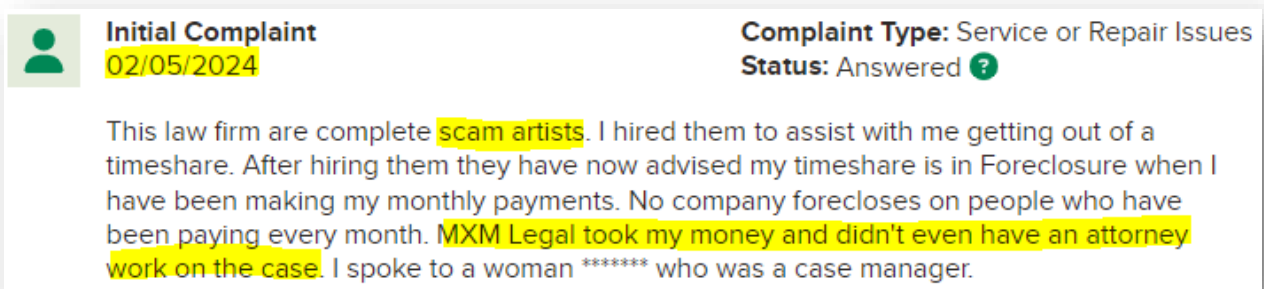 Initial Complaint
02/05/2024
Complaint Type: Service or Repair Issues
Status: Answered ?
This law firm are complete scam artists. I hired them to assist with me getting out of a
timeshare. After hiring them they have now advised my timeshare is in Foreclosure when I
have been making my monthly payments. No company forecloses on people who have
been paying every month. MXM Legal took my money and didn't even have an attorney
work on the case. I spoke to a woman ******* who was a case manager.